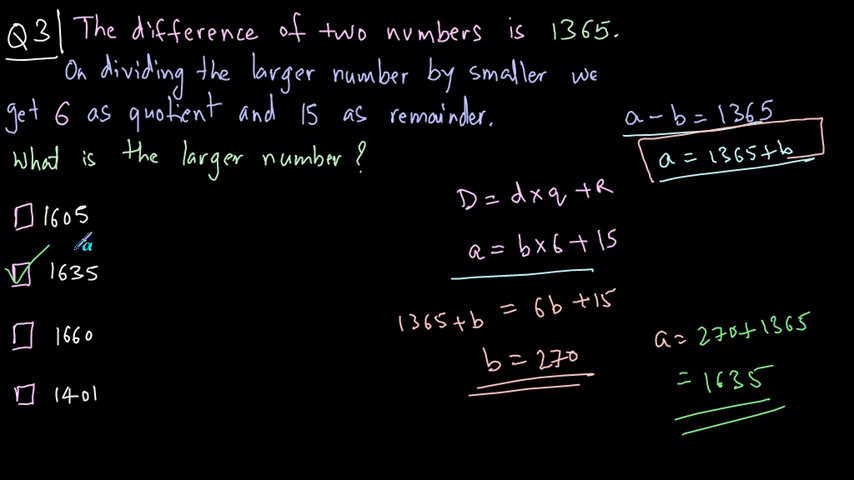 Q3 The difference of two numbers is 1365.
On dividing the larger number by smaller we
get 6 as quotient and 15 as remainder.
What is the larger number?
a - b = 1365
a = 1365+b
D = d×q +R
a = b×6 +15
1365+b = 6b+15
b = 270
a = 270+1365
= 1635
1605
a
1635
1660
1401